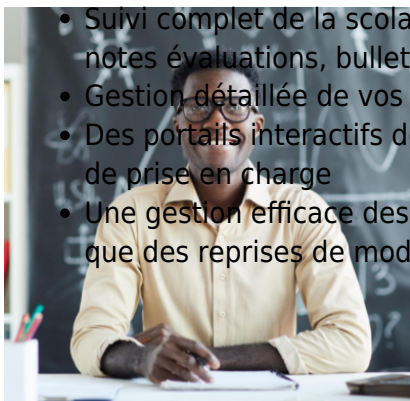 • Suivi complet de la scola
notes évaluations, bullet
• Gestion détaillée de vos
• Des portails interactifs d
de prise en charge
• Une gestion efficace des
que des reprises de mod